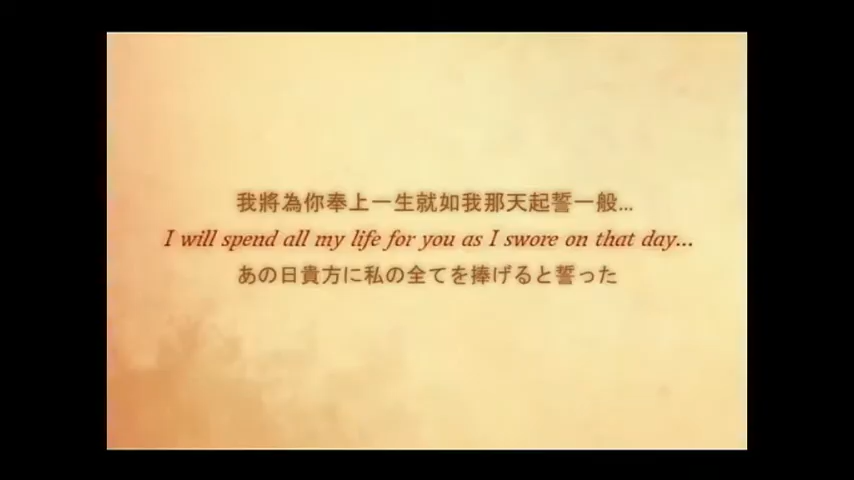 我將為你奉上一生就如我那天起誓一般...
I will spend all my life for you as I swore on that day...
あの日貴方に私の全てを捧げると誓った